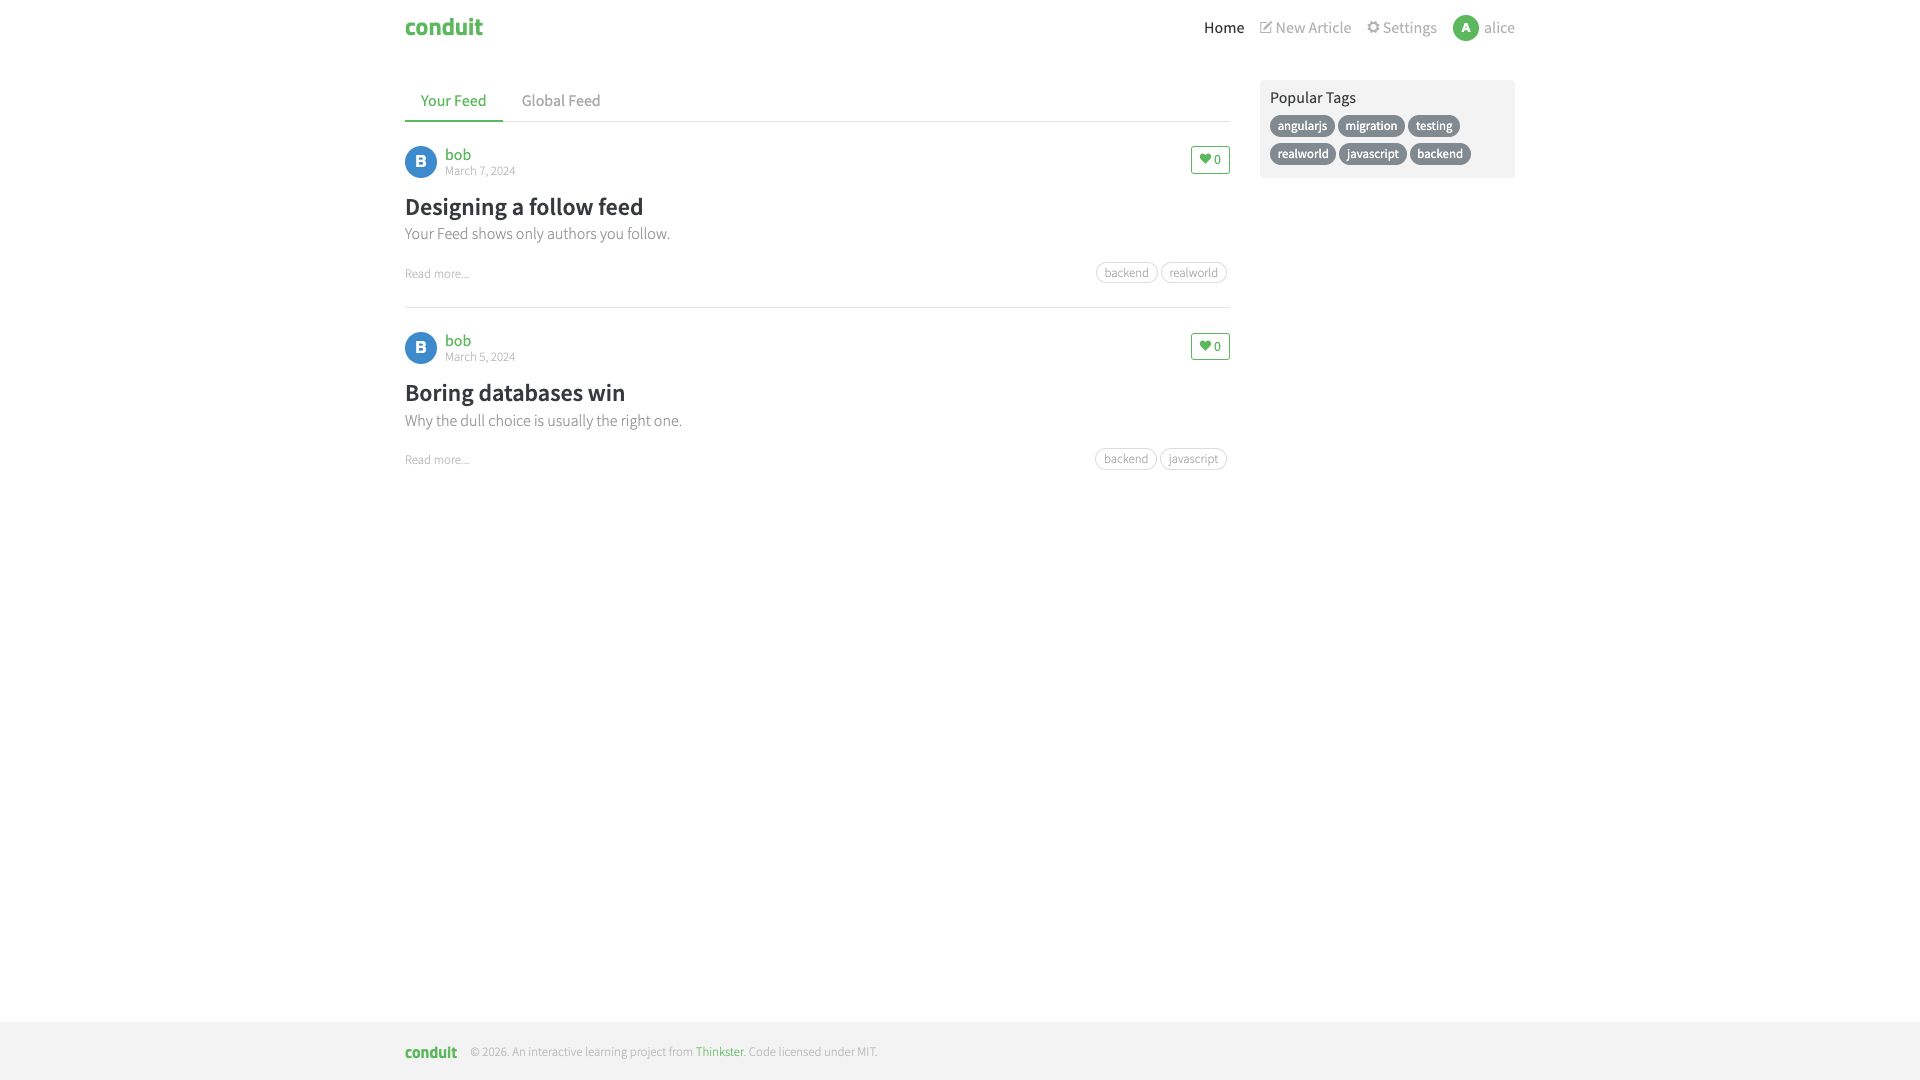 conduit
Home New Article Settings A alice
Your Feed Global Feed
Popular Tags
angularjs migration testing
realworld javascript backend
B bob
March 7, 2024
0
Designing a follow feed
Your Feed shows only authors you follow.
Read more...
backend realworld
B bob
March 5, 2024
0
Boring databases win
Why the dull choice is usually the right one.
Read more...
backend javascript
conduit © 2026. An interactive learning project from Thinkster. Code licensed under MIT.